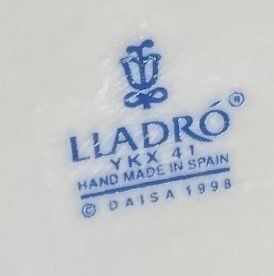 LLADRÓ®
YKX 41
HAND MADE IN SPAIN
© DAISA 1998